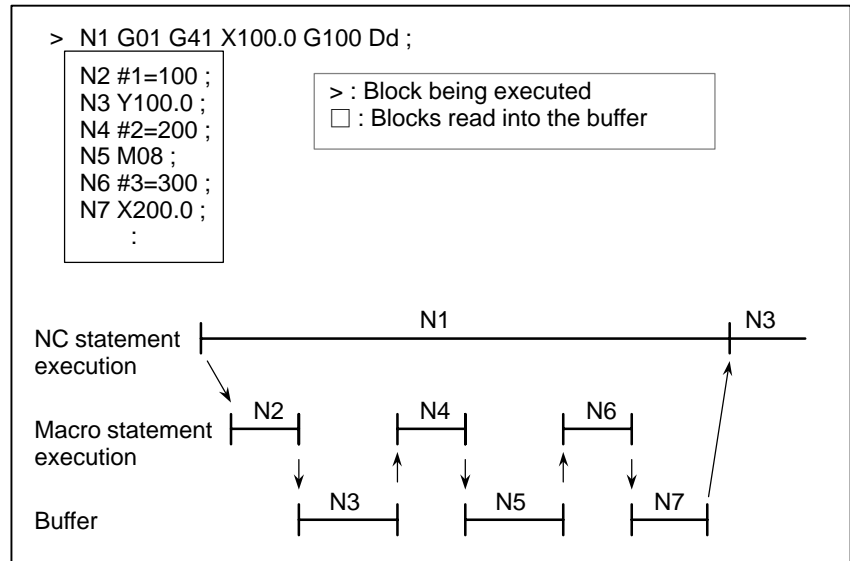 > N1 G01 G41 X100.0 G100 Dd ;
N2 #1=100 ;
N3 Y100.0 ;
N4 #2=200 ;
N5 M08 ;
N6 #3=300 ;
N7 X200.0 ;
:
> : Block being executed
□ : Blocks read into the buffer
N1 N3
NC statement
execution
N2 N4 N6
Macro statement
execution
N3 N5 N7
Buffer